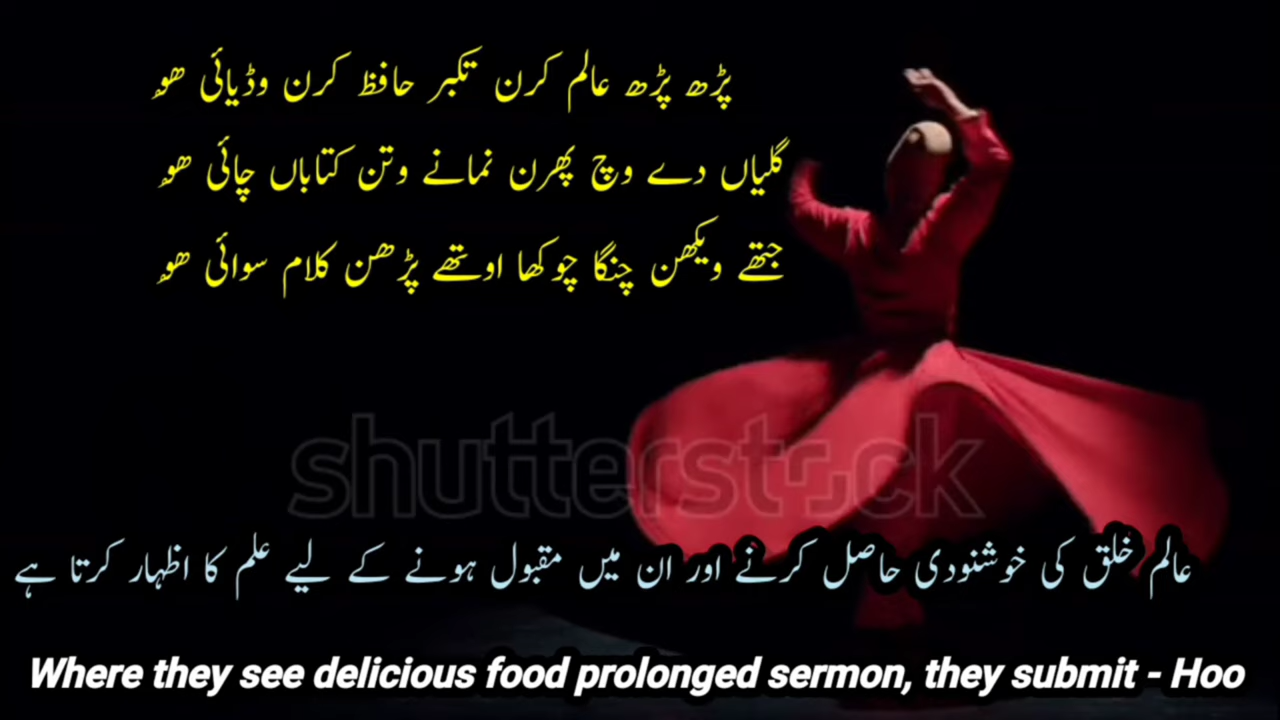 پڑھ پڑھ عالم کرن تکبر حافظ کرن وڈیائی ھوُ
گلیاں دے وچ پھرن نمانے وتن کتاباں چائی ھوُ
جتھے ویکھن چنگا چوکھا اوتھے پڑھن کلام سوائی ھوُ
shutterstock
عالم خلق کی خوشنودی حاصل کرنے اور ان میں مقبول ہونے کے لیے علم کا اظہار کرتا ہے
Where they see delicious food prolonged sermon, they submit - Hoo